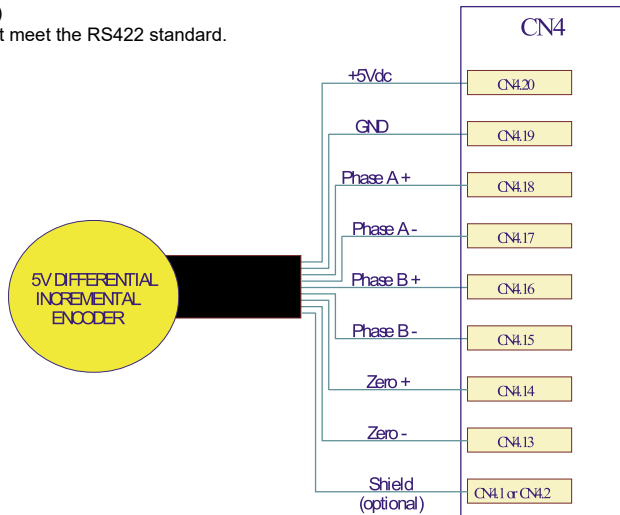 )
t meet the RS422 standard.
CN4
+5Vdc
CN4.20
GND
CN4.19
Phase A +
CN4.18
Phase A -
CN4.17
5V DIFFERENTIAL
INCREMENTAL
ENCODER
Phase B +
CN4.16
Phase B -
CN4.15
Zero +
CN4.14
Zero -
CN4.13
Shield
(optional)
CN4.1 or CN4.2